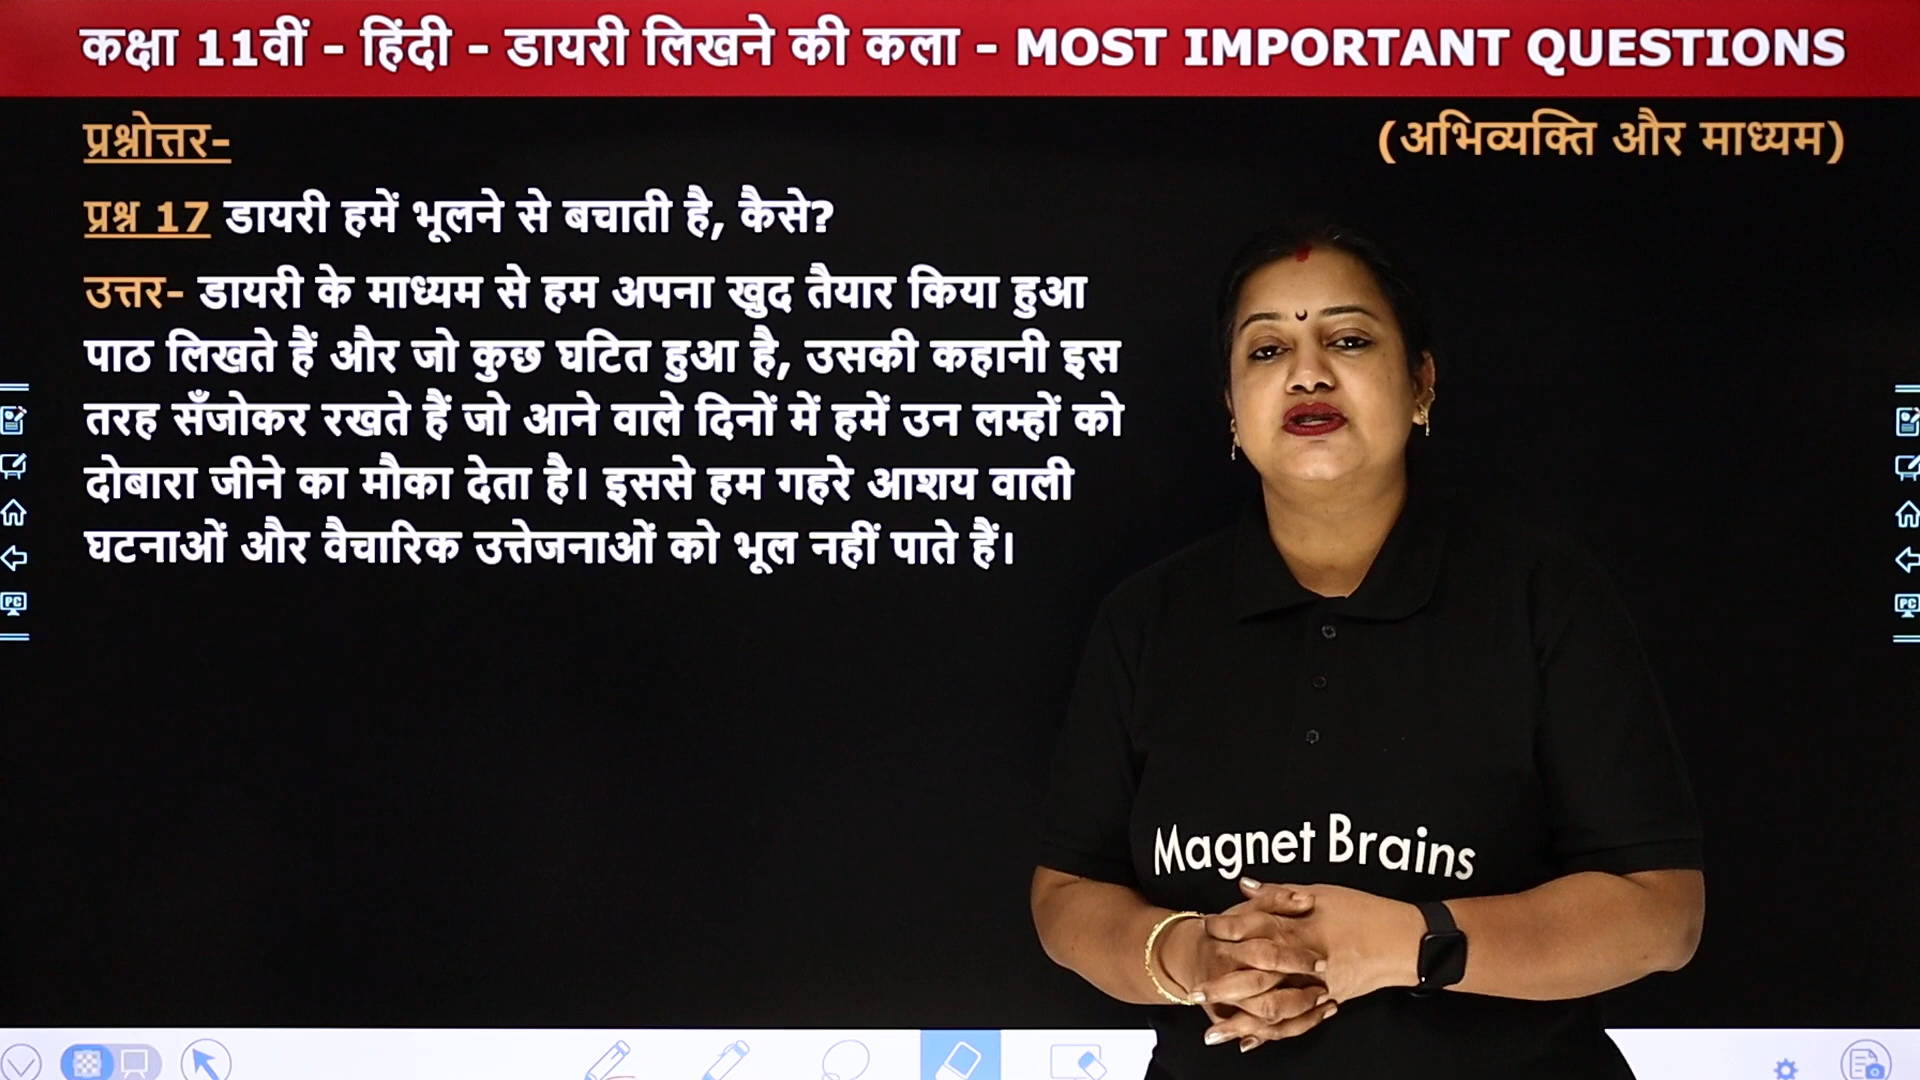 कक्षा 11वीं - हिंदी - डायरी लिखने की कला - MOST IMPORTANT QUESTIONS
प्रश्नोत्तर-
(अभिव्यक्ति और माध्यम)
प्रश्न 17 डायरी हमें भूलने से बचाती है, कैसे?
उत्तर- डायरी के माध्यम से हम अपना खुद तैयार किया हुआ
पाठ लिखते हैं और जो कुछ घटित हुआ है, उसकी कहानी इस
तरह सँजोकर रखते हैं जो आने वाले दिनों में हमें उन लम्हों को
दोबारा जीने का मौका देता है। इससे हम गहरे आशय वाली
घटनाओं और वैचारिक उत्तेजनाओं को भूल नहीं पाते हैं।
PC
PC
Magnet Brains